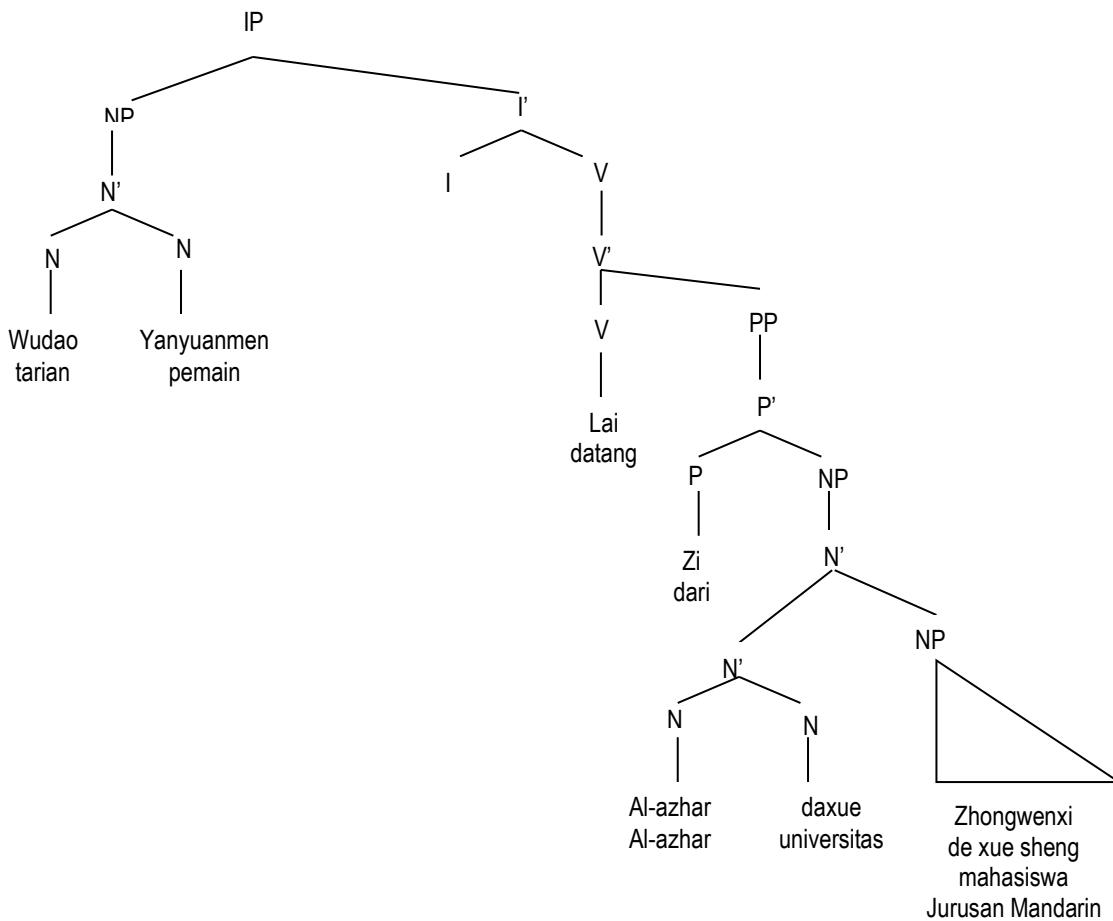 IP
NP
I’
N’
I
V
N
N
V’
Wudao
tarian
Yanyuanmen
pemain
V
PP
Lai
datang
P’
P
NP
Zi
dari
N’
N’
NP
N
N
Al-azhar
Al-azhar
daxue
universitas
Zhongwenxi
de xue sheng
mahasiswa
Jurusan Mandarin